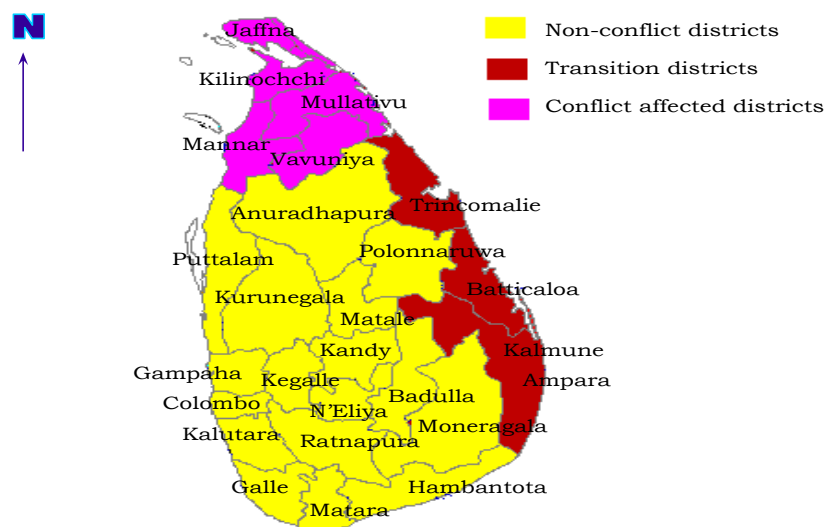 N
Jaffna
Non-conflict districts
Transition districts
Kilinochchi
Mullativu
Conflict affected districts
Mannar
Vavuniya
Trincomalie
Anuradhapura
Polonnaruwa
Puttalam
Batticaloa
Kurunegala
Matale
Kandy
Kalmune
Gampaha
Kegalle
Ampara
Badulla
Colombo
N'Eliya
Moneragala
Kalutara
Ratnapura
Galle
Hambantota
Matara